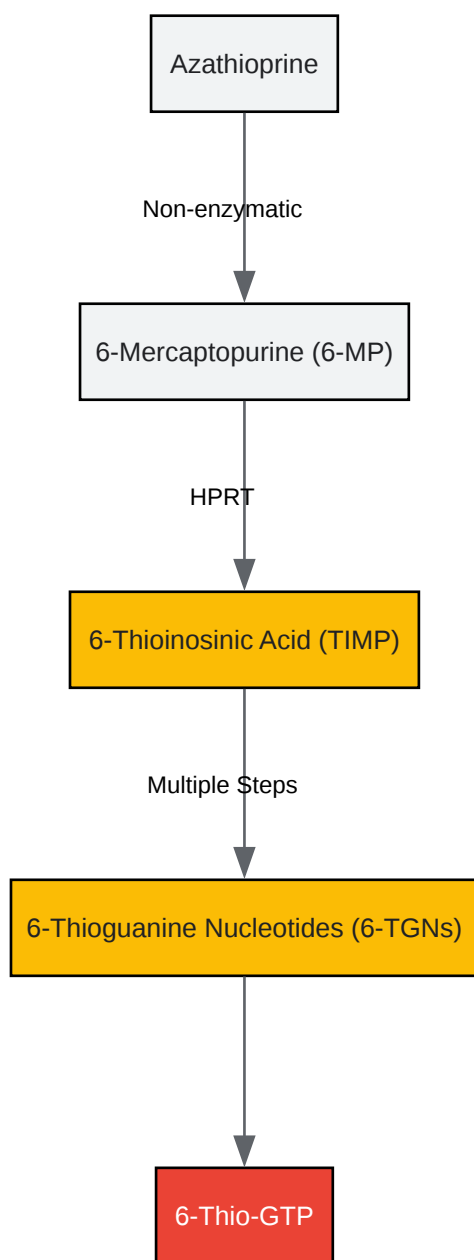 Azathioprine
Non-enzymatic
6-Mercaptopurine (6-MP)
HPRT
6-Thioinosinic Acid (TIMP)
Multiple Steps
6-Thioguanine Nucleotides (6-TGNs)
6-Thio-GTP